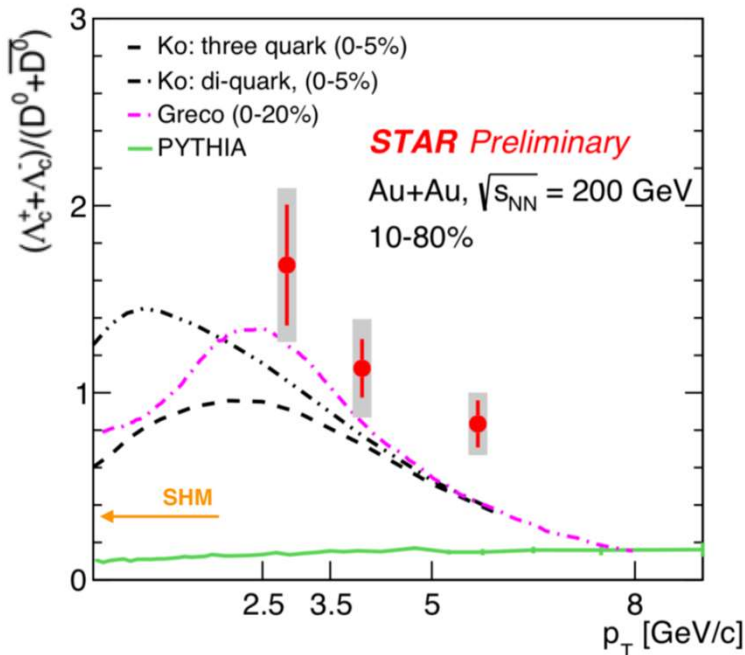 (Λc⁺+Λc⁻)/(D⁰+D̅⁰)
3
2
1
0
Ko: three quark (0-5%)
Ko: di-quark, (0-5%)
Greco (0-20%)
PYTHIA
STAR Preliminary
Au+Au, √sNN = 200 GeV
10-80%
SHM
2.5 3.5 5 8
pT [GeV/c]